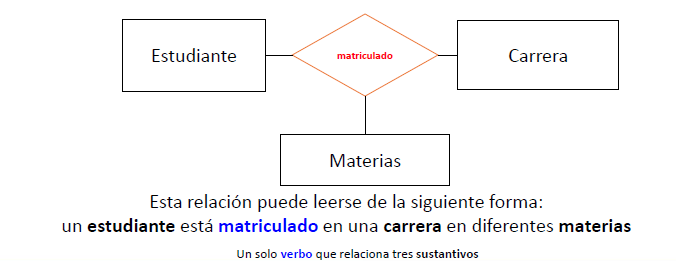 Estudiante
matriculado
Carrera
Materias
Esta relación puede leerse de la siguiente forma:
un estudiante está matriculado en una carrera en diferentes materias
Un solo verbo que relaciona tres sustantivos